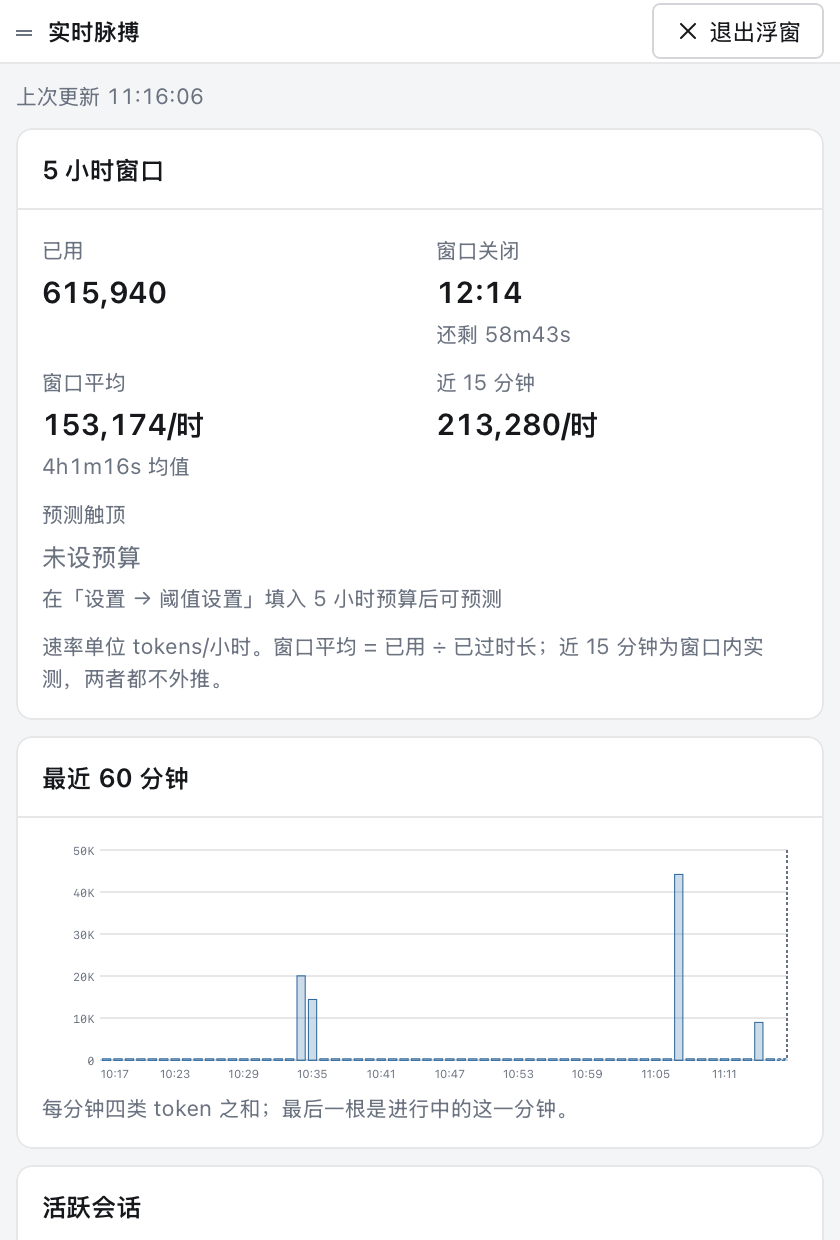 实时脉搏
退出浮窗
上次更新 11:16:06
5 小时窗口
已用
窗口关闭
615,940
12:14
还剩 58m43s
窗口平均
近 15 分钟
153,174/时
213,280/时
4h1m16s 均值
预测触顶
未设预算
在「设置 → 阈值设置」填入 5 小时预算后可预测
速率单位 tokens/小时。窗口平均 = 已用 ÷ 已过时长；近 15 分钟为窗口内实
测，两者都不外推。
最近 60 分钟
50K
40K
30K
20K
10K
0
10:17 10:23 10:29 10:35 10:41 10:47 10:53 10:59 11:05 11:11
每分钟四类 token 之和；最后一根是进行中的这一分钟。
活跃会话